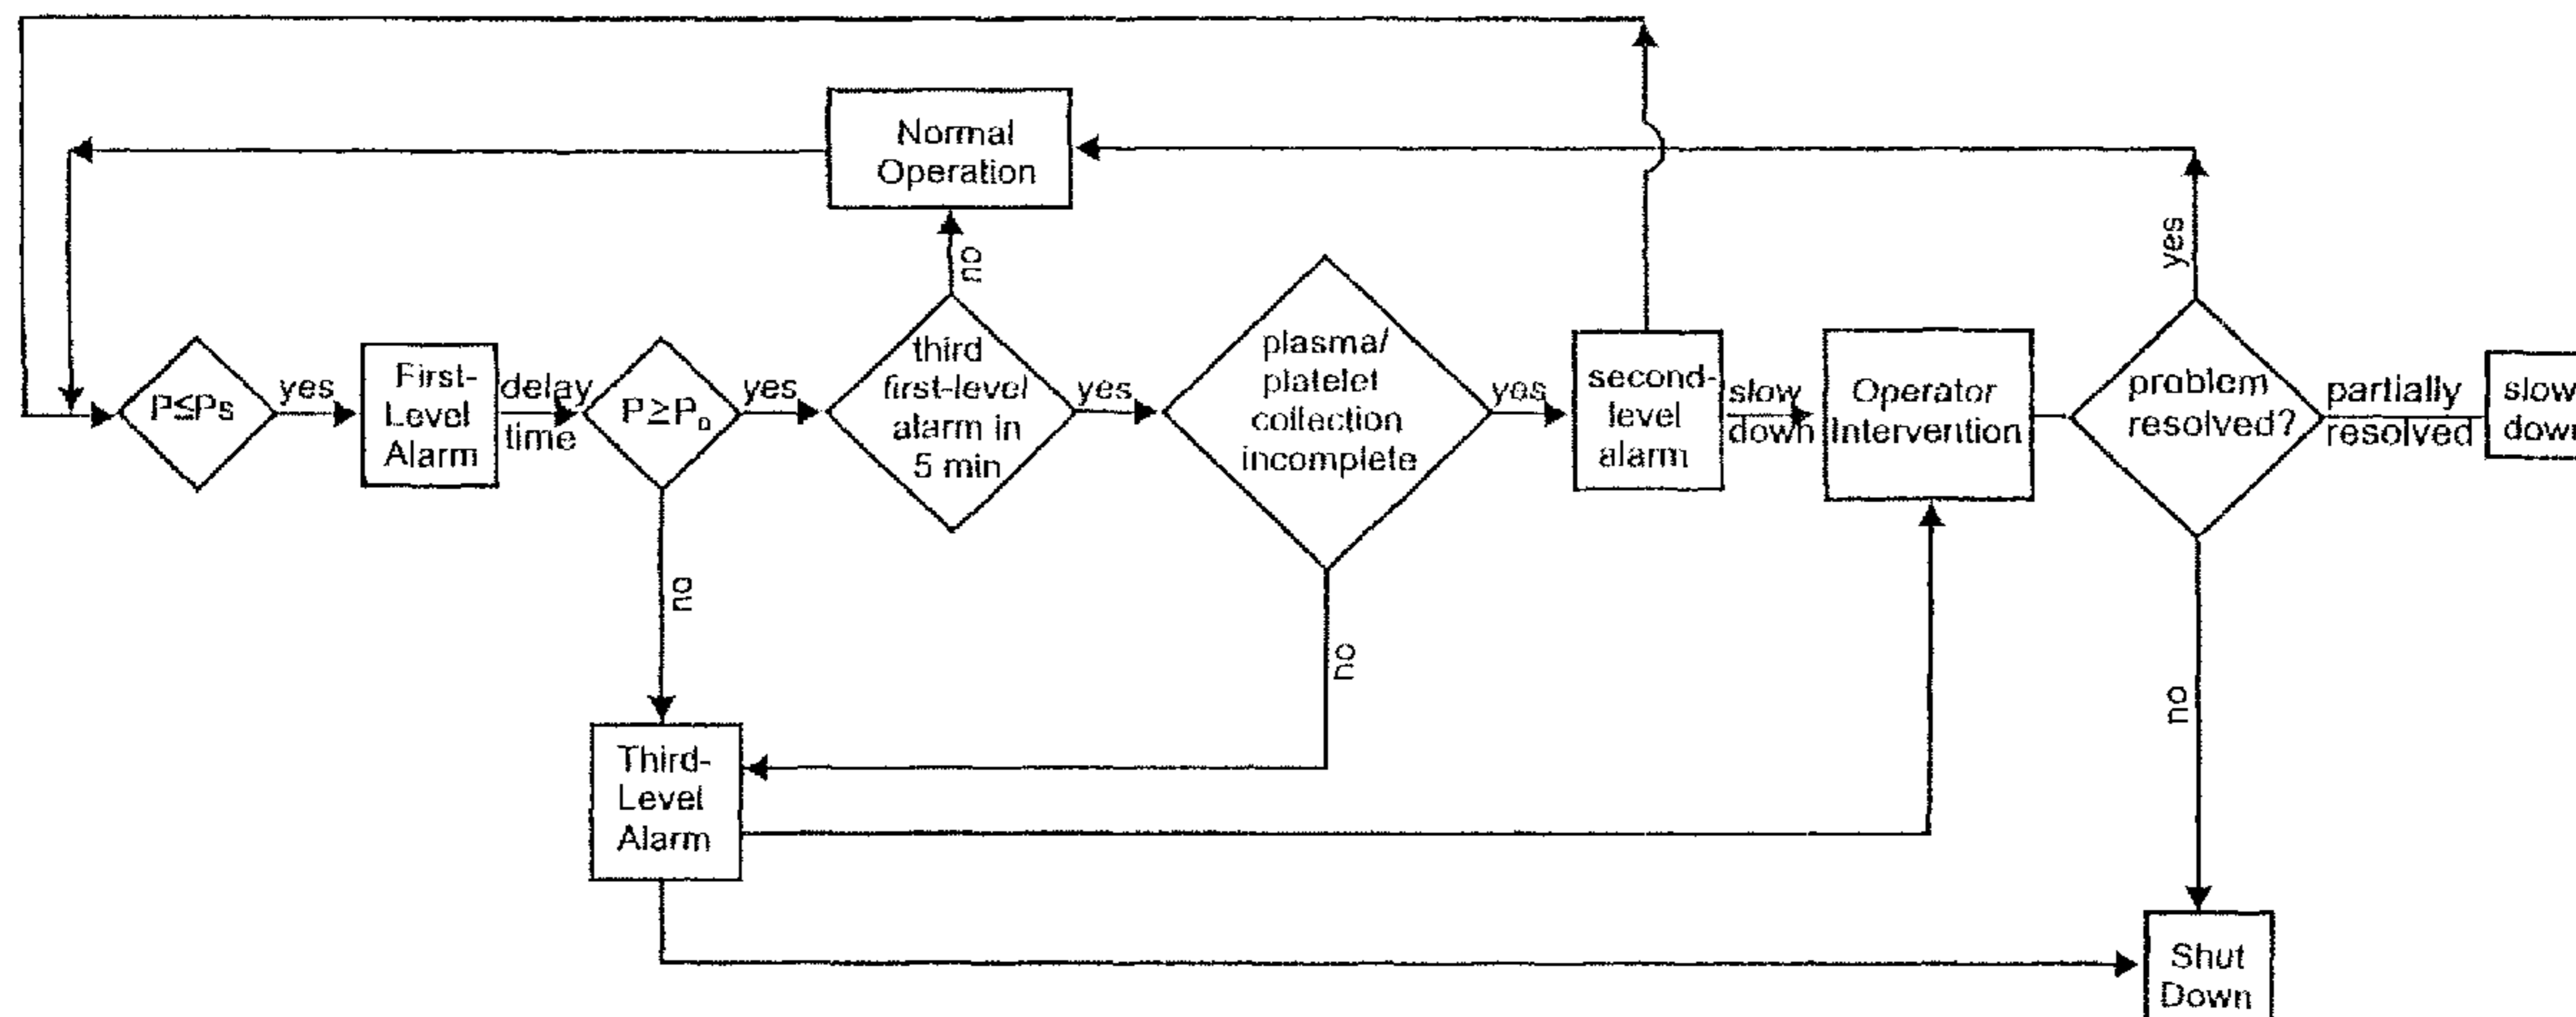 Normal
Operation
no
yes
P≤Ps
yes
First-
Level
Alarm
delay
time
yes
third
first-level
alarm in
5 min
yes
plasma/
platelet
collection
incomplete
yes
second-
level
alarm
slow
down
Operator
Intervention
problem
resolved?
partially
resolved
slow
down
no
no
no
Third-
Level
Alarm
Shut
Down